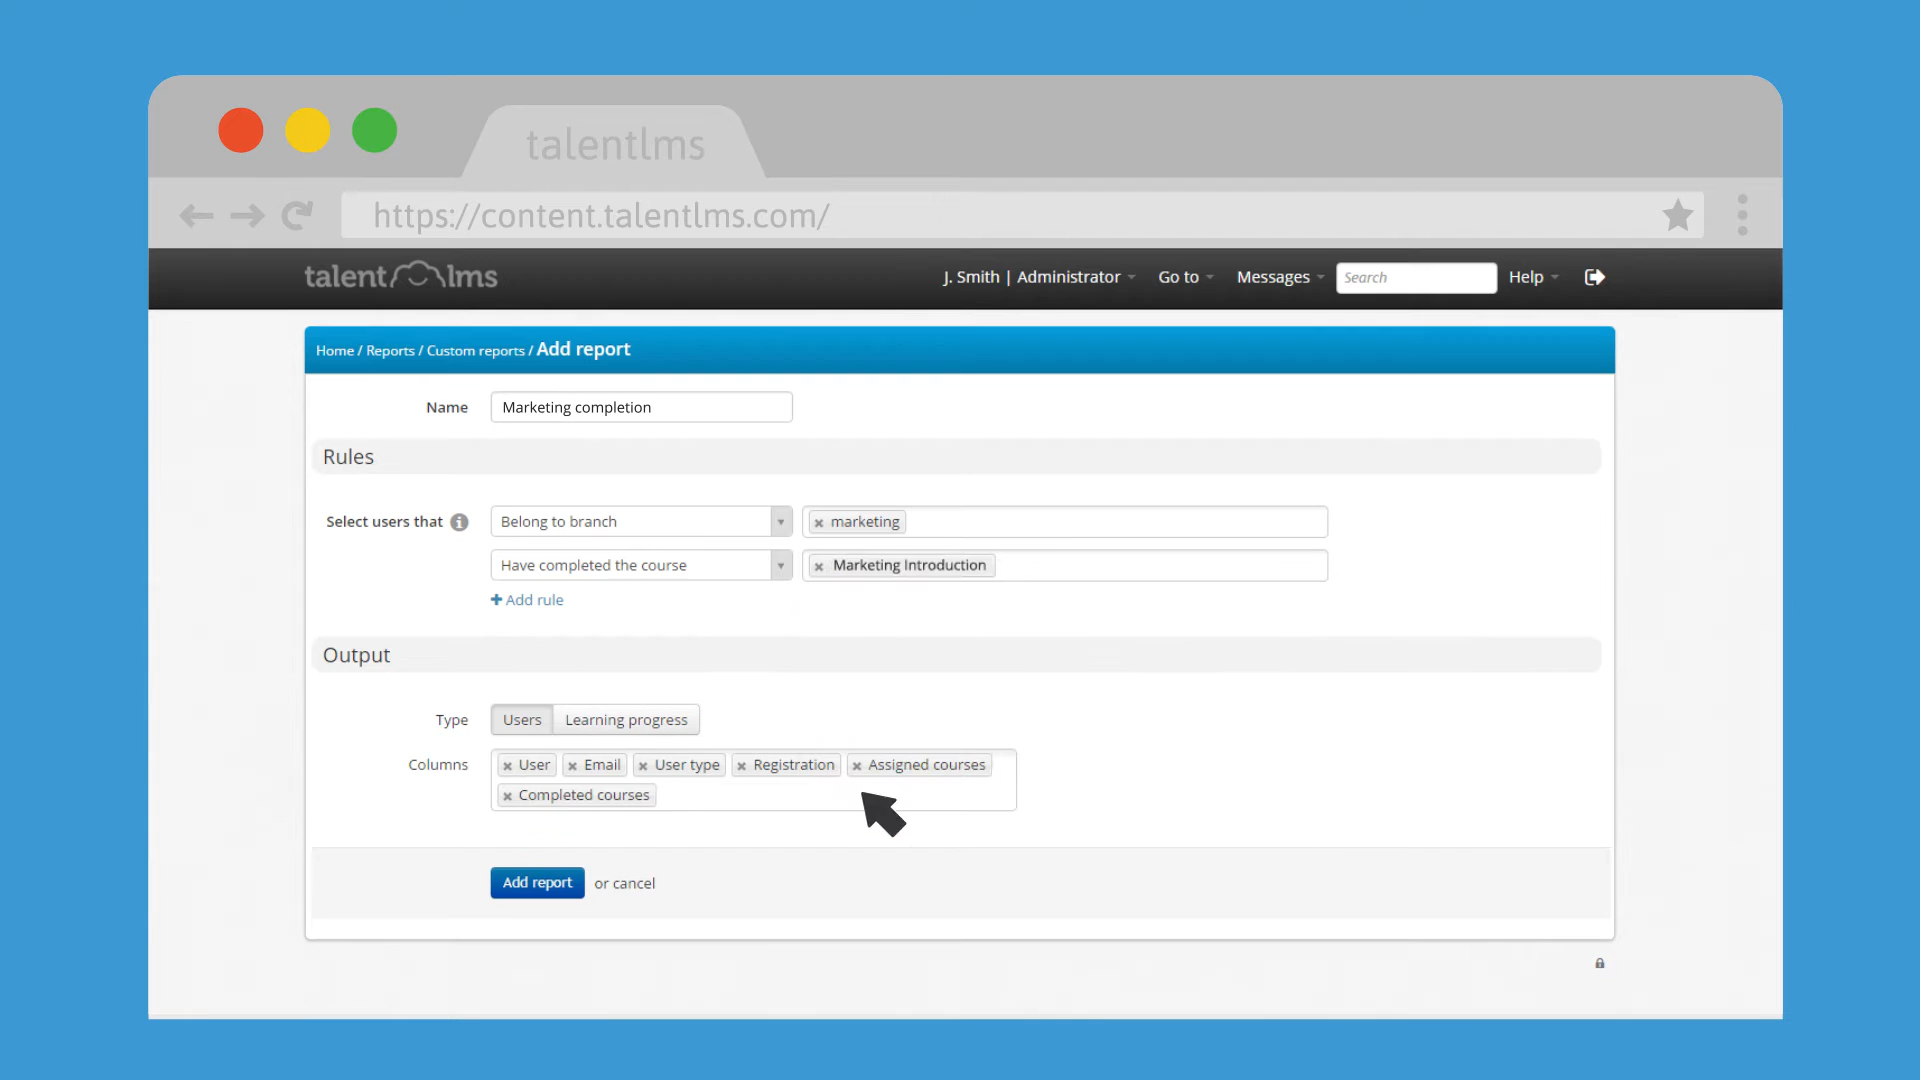 talentlms
https://content.talentlms.com/
talent lms J. Smith | Administrator Go to Messages Search Help
Home / Reports / Custom reports / Add report
Name Marketing completion
Rules
Select users that Belong to branch marketing
Have completed the course Marketing Introduction
Add rule
Output
Type Users Learning progress
Columns User Email User type Registration Assigned courses
Completed courses
Add report or cancel